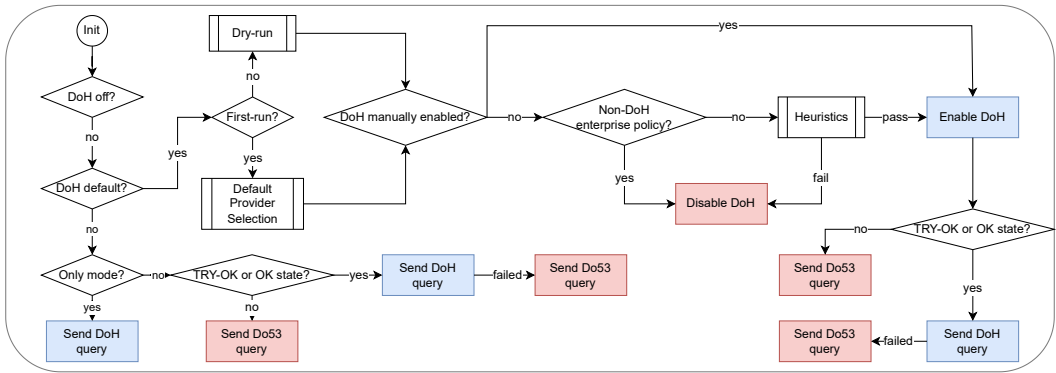 Init
DoH off?
no
DoH default?
yes
no
Only mode?
yes
Send DoH
query
no
TRY-OK or OK state?
no
Send Do53
query
yes
Send DoH
query
failed
Send Do53
query
First-run?
no
Dry-run
yes
Default
Provider
Selection
DoH manually enabled?
yes
no
Non-DoH
enterprise policy?
yes
Disable DoH
no
Heuristics
fail
pass
Enable DoH
TRY-OK or OK state?
no
Send Do53
query
yes
Send DoH
query
failed
Send Do53
query